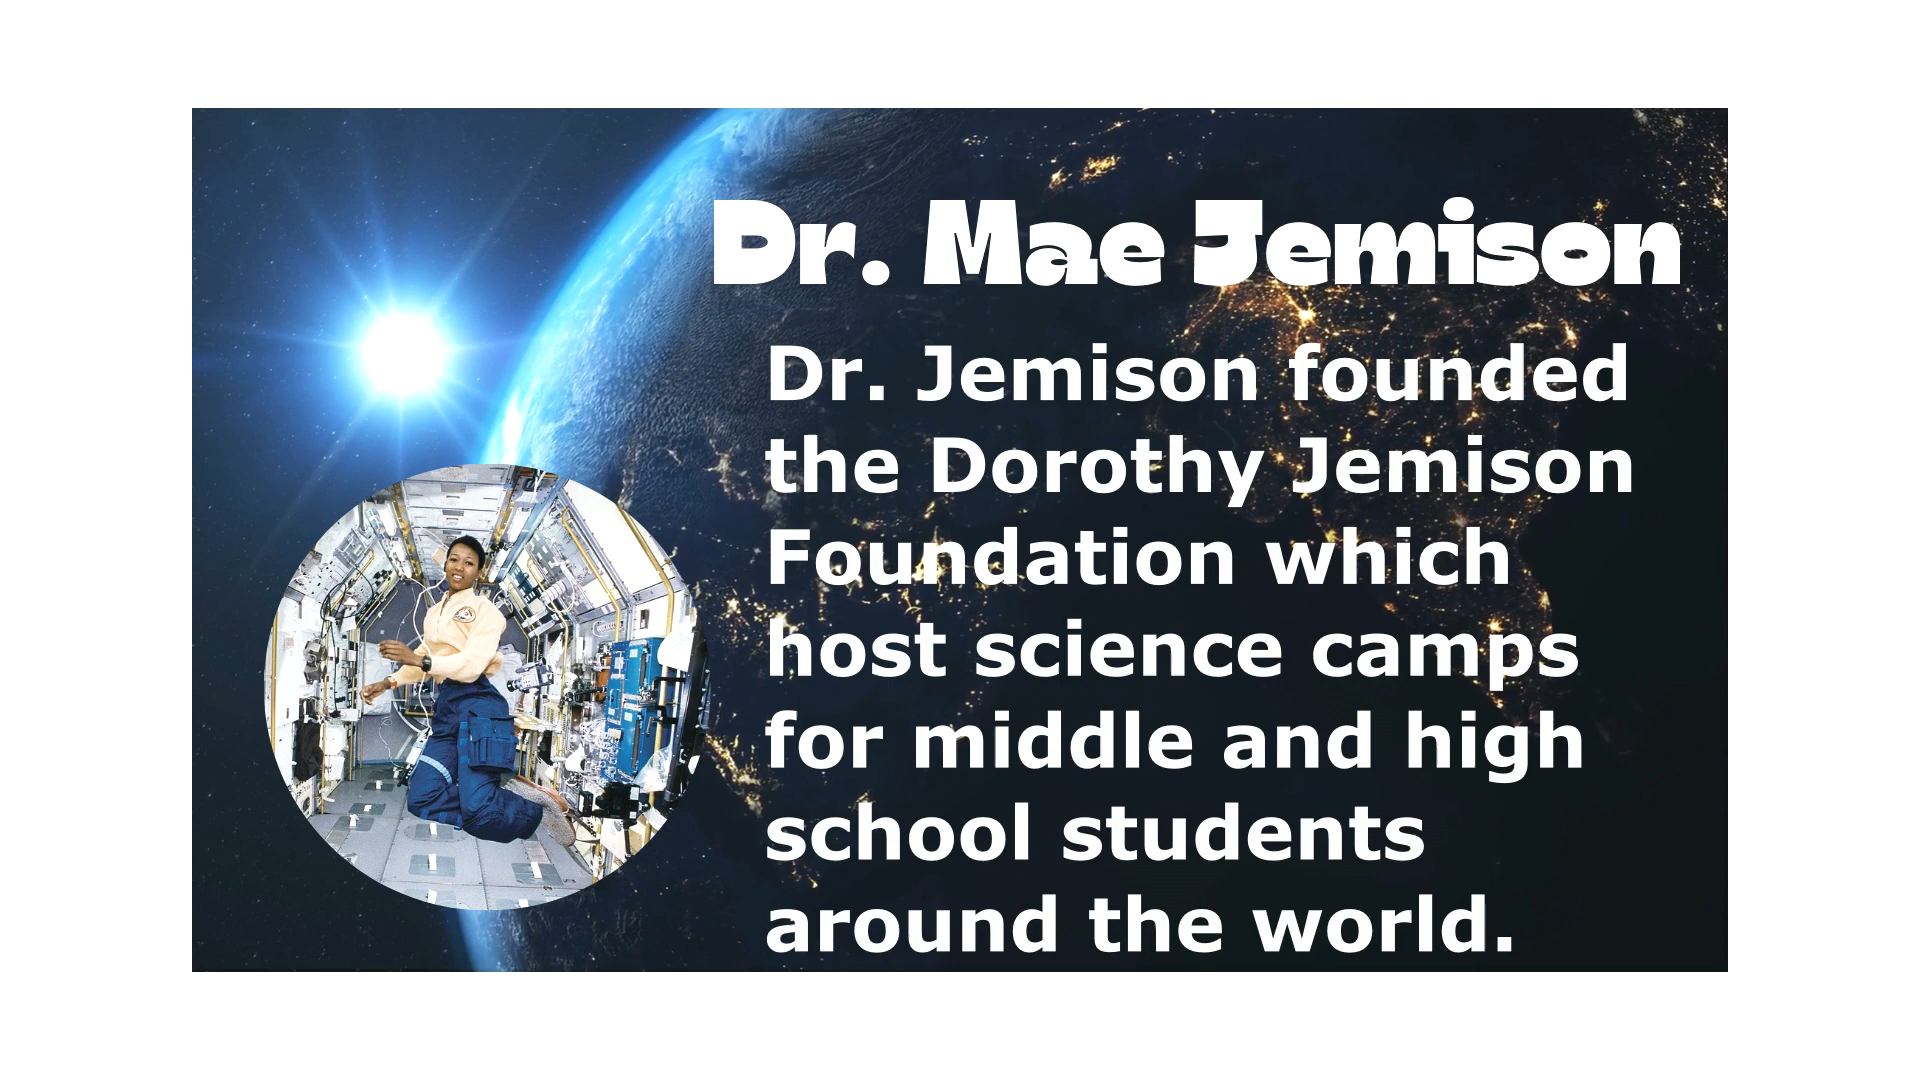 Dr. Mae Jemison
Dr. Jemison founded
the Dorothy Jemison
Foundation which
host science camps
for middle and high
school students
around the world.